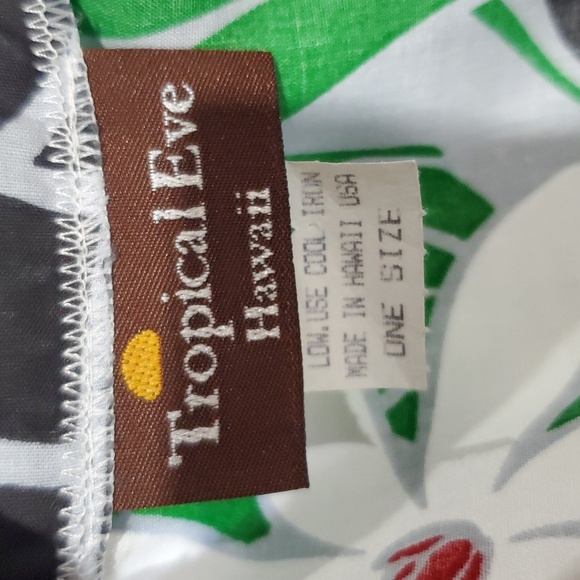 Tropical Eve
Hawaii
LOW.USE COOL IRON
MADE IN HAWAII USA
ONE SIZE